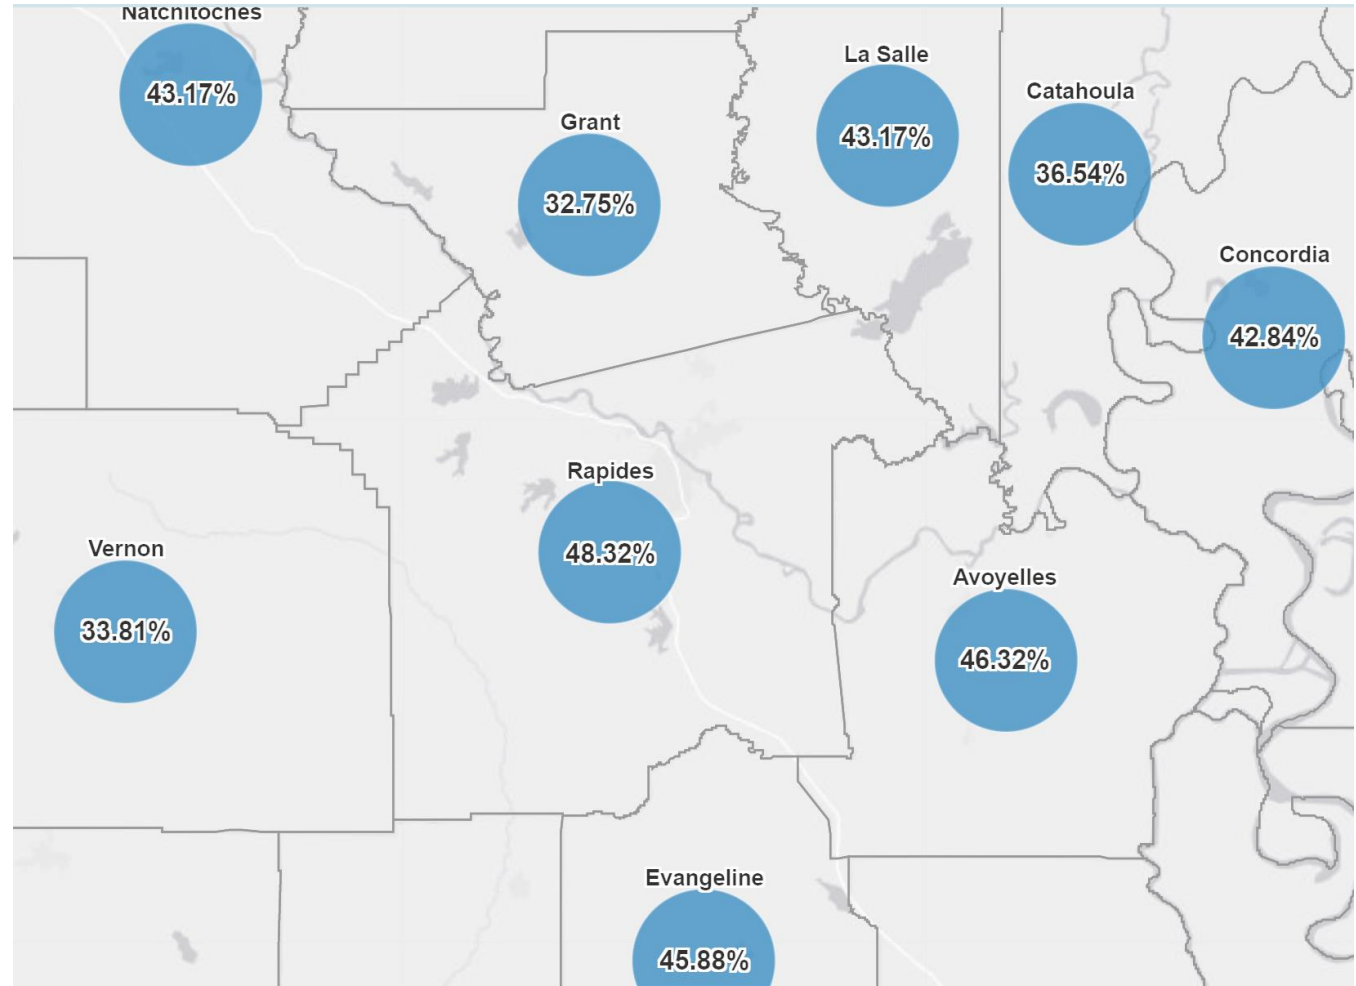 Natchitoches
43.17%
La Salle
43.17%
Catahoula
36.54%
Grant
32.75%
Concordia
42.84%
Rapides
48.32%
Vernon
33.81%
Avoyelles
46.32%
Evangeline
45.88%